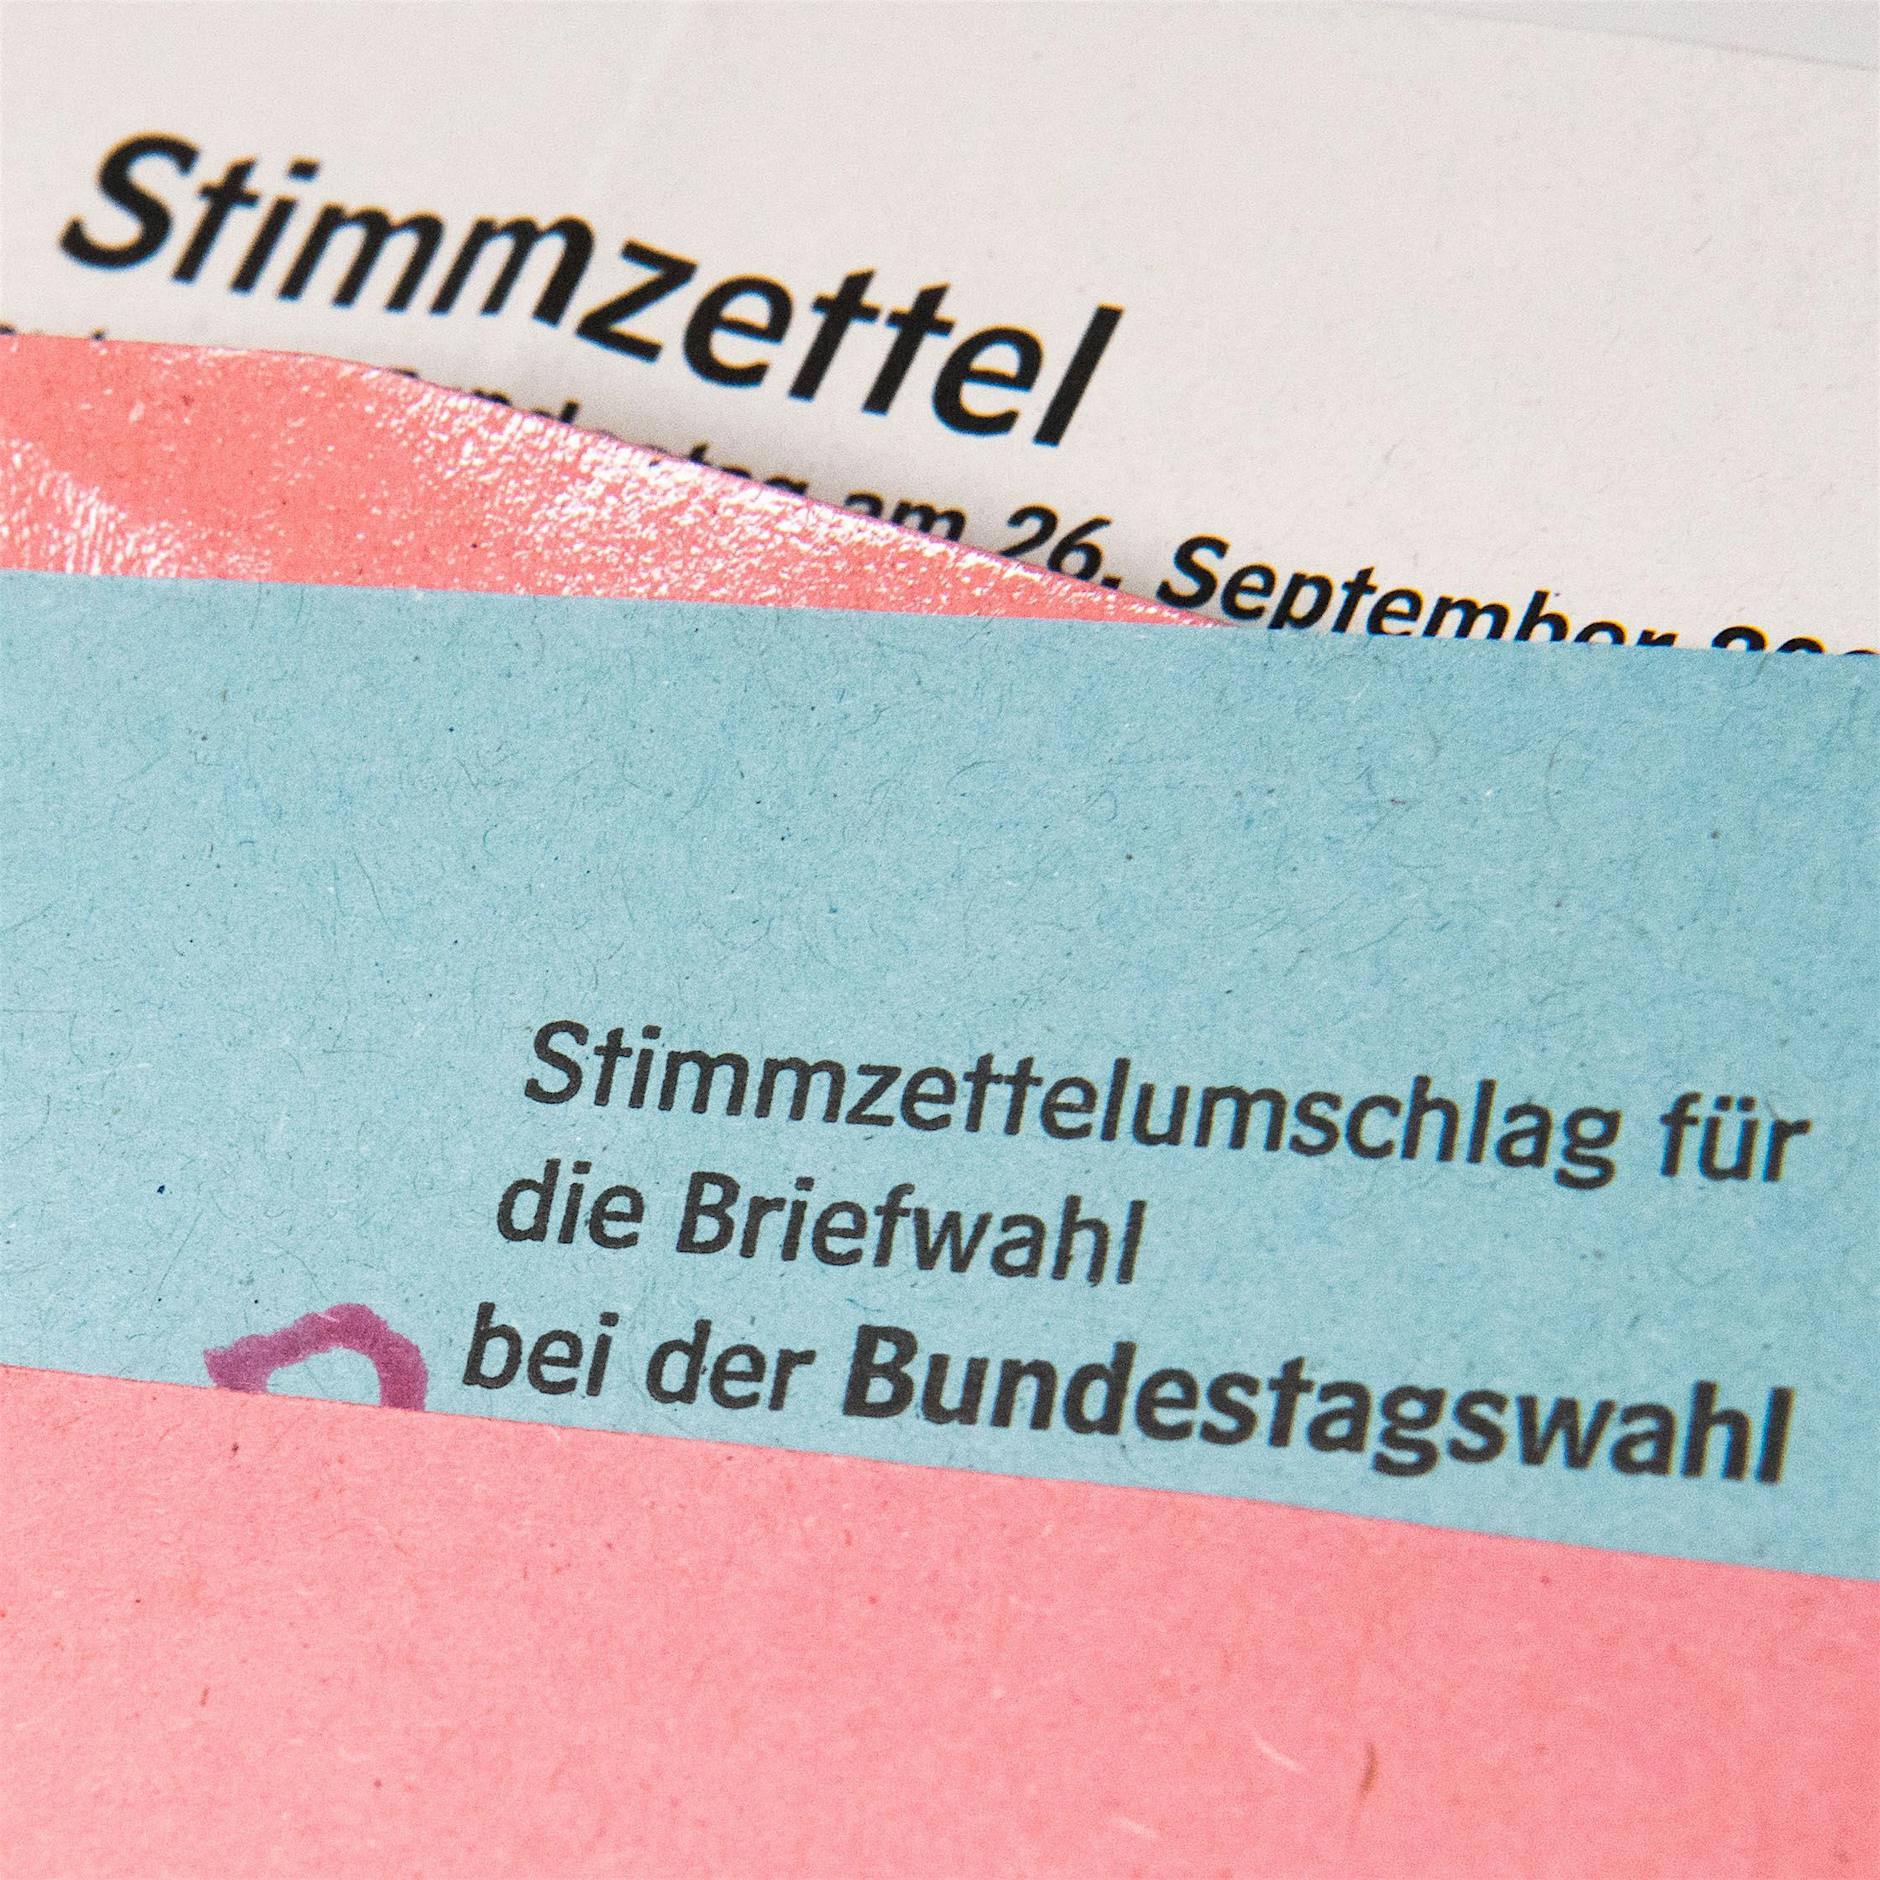 Stimmzettel
am 26. September
Stimmzettelumschlag für
die Briefwahl
bei der Bundestagswahl